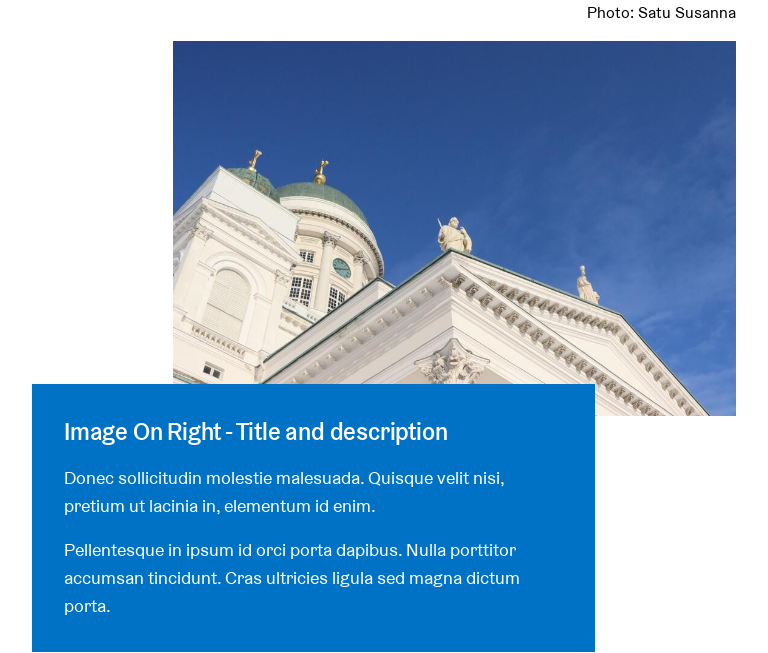 Photo: Satu Susanna
Image On Right - Title and description
Donec sollicitudin molestie malesuada. Quisque velit nisi,
pretium ut lacinia in, elementum id enim.
Pellentesque in ipsum id orci porta dapibus. Nulla porttitor
accumsan tincidunt. Cras ultricies ligula sed magna dictum
porta.